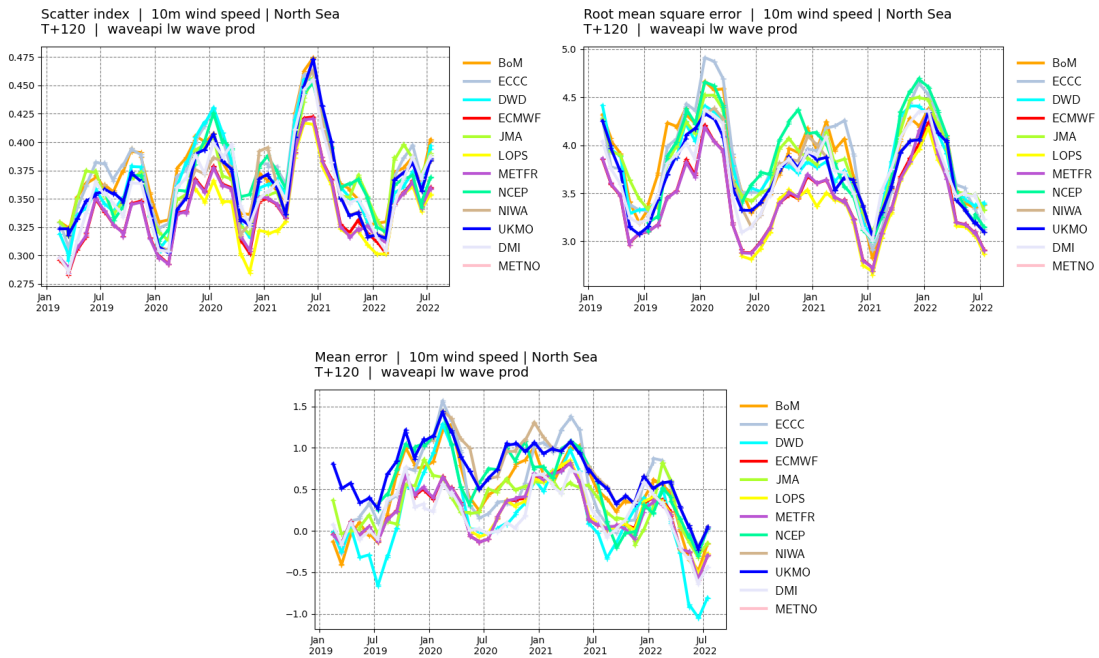 Scatter index | 10m wind speed | North Sea
T+120 | waveapi lw wave prod
0.475
0.450
0.425
0.400
0.375
0.350
0.325
0.300
0.275
Jan Jul Jan Jul Jan Jul Jan Jul
2019 2019 2020 2020 2021 2021 2022 2022
BoM
ECCC
DWD
ECMWF
JMA
LOPS
METFR
NCEP
NIWA
UKMO
DMI
METNO
Root mean square error | 10m wind speed | North Sea
T+120 | waveapi lw wave prod
5.0
4.5
4.0
3.5
3.0
Jan Jul Jan Jul Jan Jul Jan Jul
2019 2019 2020 2020 2021 2021 2022 2022
BoM
ECCC
DWD
ECMWF
JMA
LOPS
METFR
NCEP
NIWA
UKMO
DMI
METNO
Mean error | 10m wind speed | North Sea
T+120 | waveapi lw wave prod
1.5
1.0
0.5
0.0
−0.5
−1.0
Jan Jul Jan Jul Jan Jul Jan Jul
2019 2019 2020 2020 2021 2021 2022 2022
BoM
ECCC
DWD
ECMWF
JMA
LOPS
METFR
NCEP
NIWA
UKMO
DMI
METNO